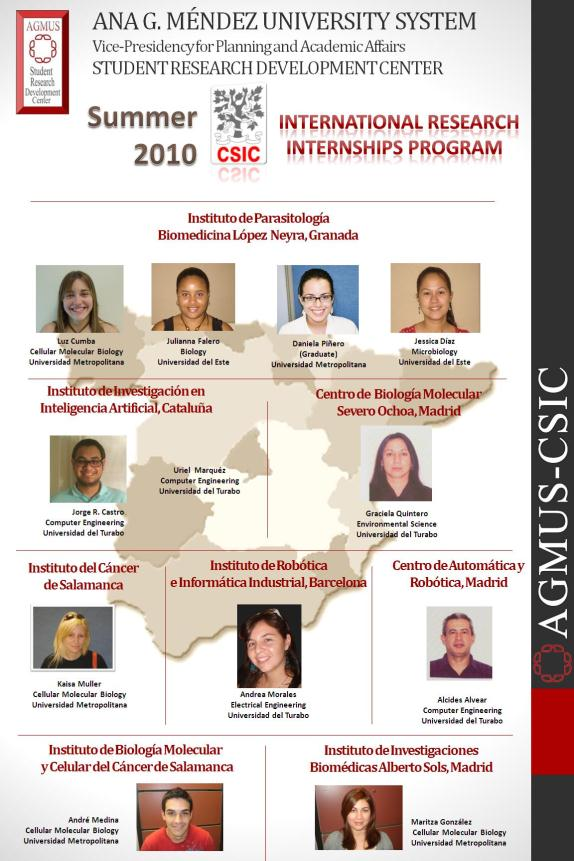 AGMUS
Student
Research
Development
Center
ANA G. MÉNDEZ UNIVERSITY SYSTEM
Vice-Presidency for Planning and Academic Affairs
STUDENT RESEARCH DEVELOPMENT CENTER
Summer
2010
CSIC
INTERNATIONAL RESEARCH
INTERNSHIPS PROGRAM
Instituto de Parasitología
Biomedicina López Neyra, Granada
Luz Cumba
Cellular Molecular Biology
Universidad Metropolitana
Julianna Falero
Biology
Universidad del Este
Daniela Piñero
(Graduate)
Universidad Metropolitana
Jessica Díaz
Microbiology
Universidad del Este
Instituto de Investigación en
Inteligencia Artificial, Cataluña
Jorge R. Castro
Computer Engineering
Universidad del Turabo
Uriel Marquéz
Computer Engineering
Universidad del Turabo
Centro de Biología Molecular
Severo Ochoa, Madrid
Graciela Quintero
Environmental Science
Universidad del Turabo
Instituto del Cáncer
de Salamanca
Kaisa Muller
Cellular Molecular Biology
Universidad Metropolitana
Instituto de Robótica
e Informática Industrial, Barcelona
Andrea Morales
Electrical Engineering
Universidad del Turabo
Centro de Automática y
Robótica, Madrid
Alcides Alvear
Computer Engineering
Universidad del Turabo
Instituto de Biología Molecular
y Celular del Cáncer de Salamanca
André Medina
Cellular Molecular Biology
Universidad Metropolitana
Instituto de Investigaciones
Biomédicas Alberto Sols, Madrid
Maritza González
Cellular Molecular Biology
Universidad Metropolitana
AGMUS-CSIC